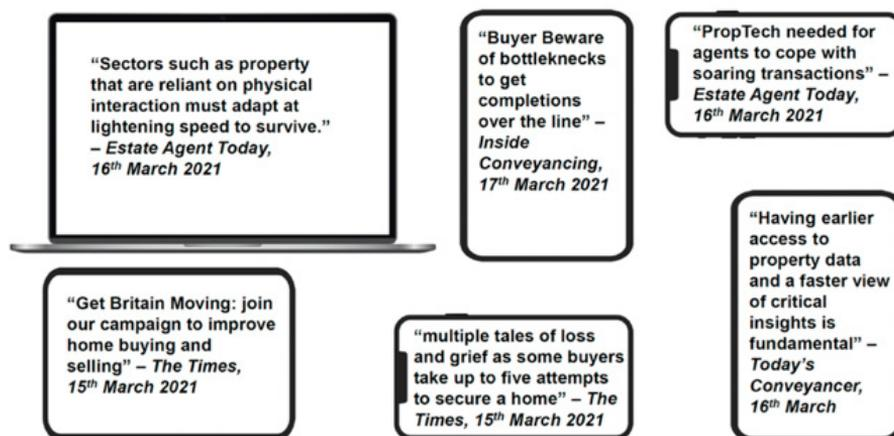 “Sectors such as property
that are reliant on physical
interaction must adapt at
lightening speed to survive.”
– Estate Agent Today,
16th March 2021
“Buyer Beware
of bottleknecks
to get
completions
over the line” –
Inside
Conveyancing,
17th March 2021
“PropTech needed for
agents to cope with
soaring transactions” –
Estate Agent Today,
16th March 2021
“Get Britain Moving: join
our campaign to improve
home buying and
selling” – The Times,
15th March 2021
“multiple tales of loss
and grief as some buyers
take up to five attempts
to secure a home” – The
Times, 15th March 2021
“Having earlier
access to
property data
and a faster view
of critical
insights is
fundamental” –
Today’s
Conveyancer,
16th March